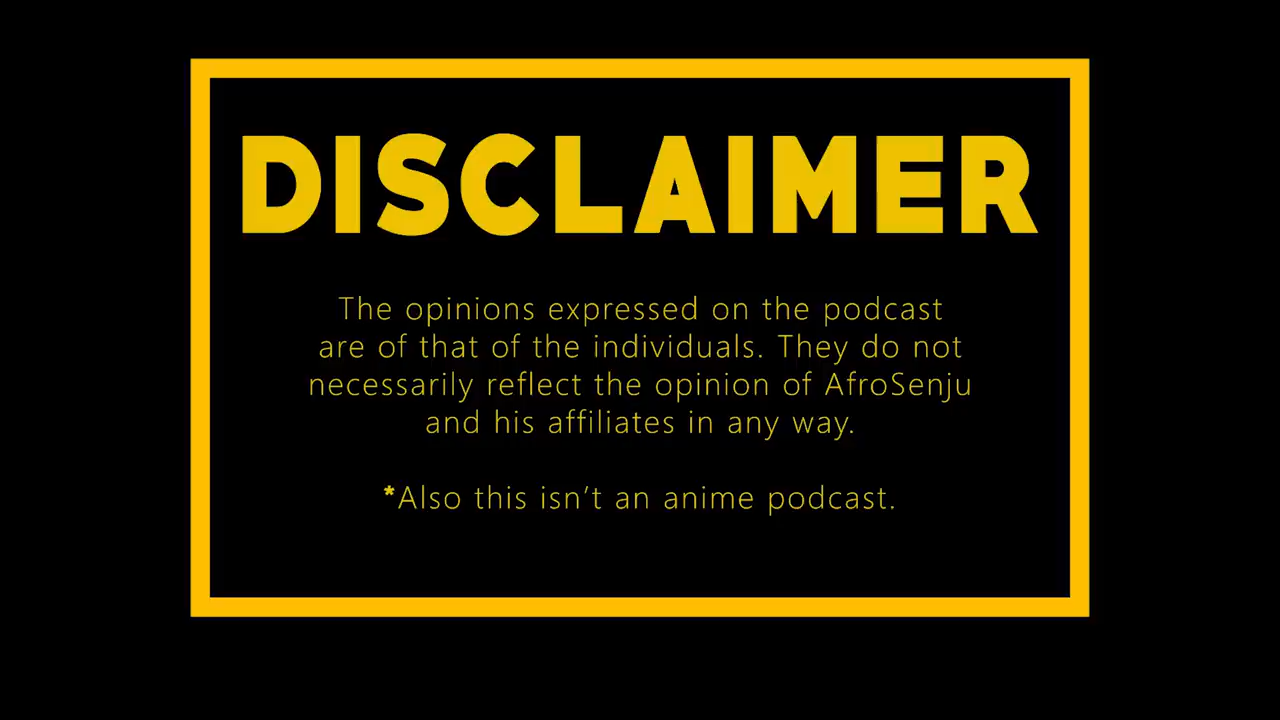 DISCLAIMER
The opinions expressed on the podcast
are of that of the individuals. They do not
necessarily reflect the opinion of AfroSenju
and his affiliates in any way.
*Also this isn’t an anime podcast.